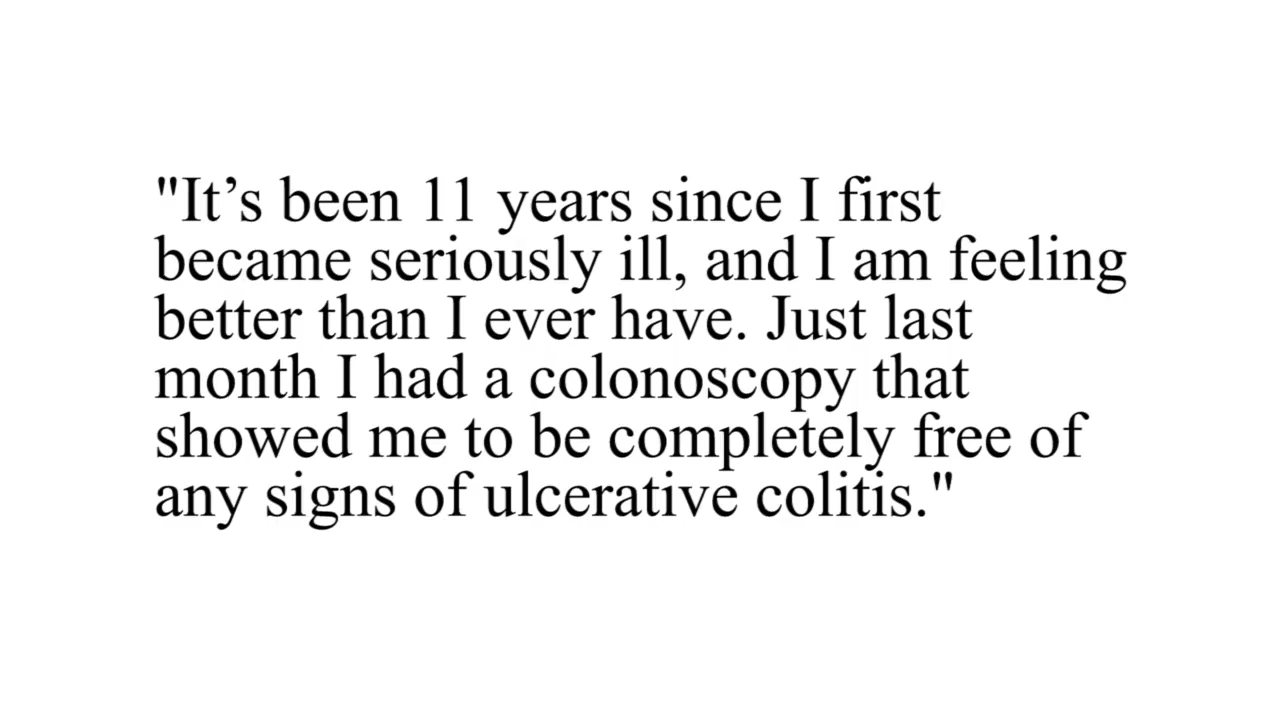 "It’s been 11 years since I first
became seriously ill, and I am feeling
better than I ever have. Just last
month I had a colonoscopy that
showed me to be completely free of
any signs of ulcerative colitis."